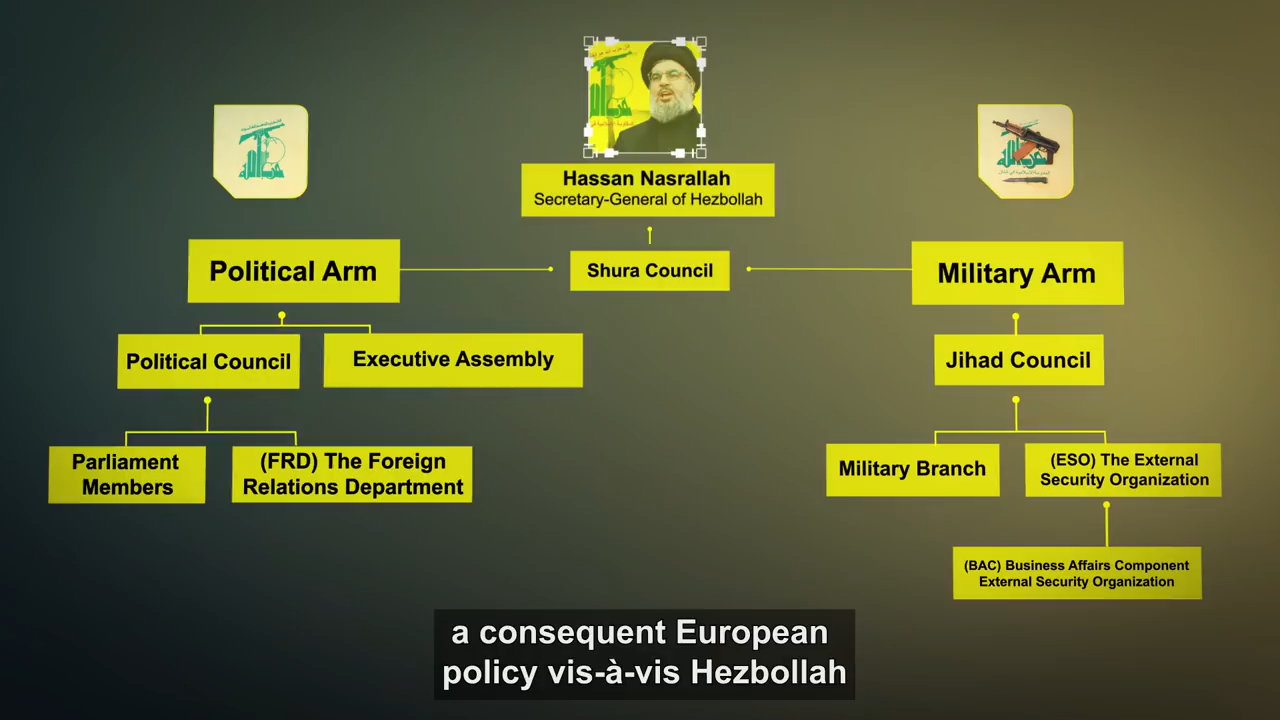 Hassan Nasrallah
Secretary-General of Hezbollah
Political Arm
Shura Council
Military Arm
Political Council
Executive Assembly
Jihad Council
Parliament
Members
(FRD) The Foreign
Relations Department
Military Branch
(ESO) The External
Security Organization
(BAC) Business Affairs Component
External Security Organization
a consequent European
policy vis-à-vis Hezbollah